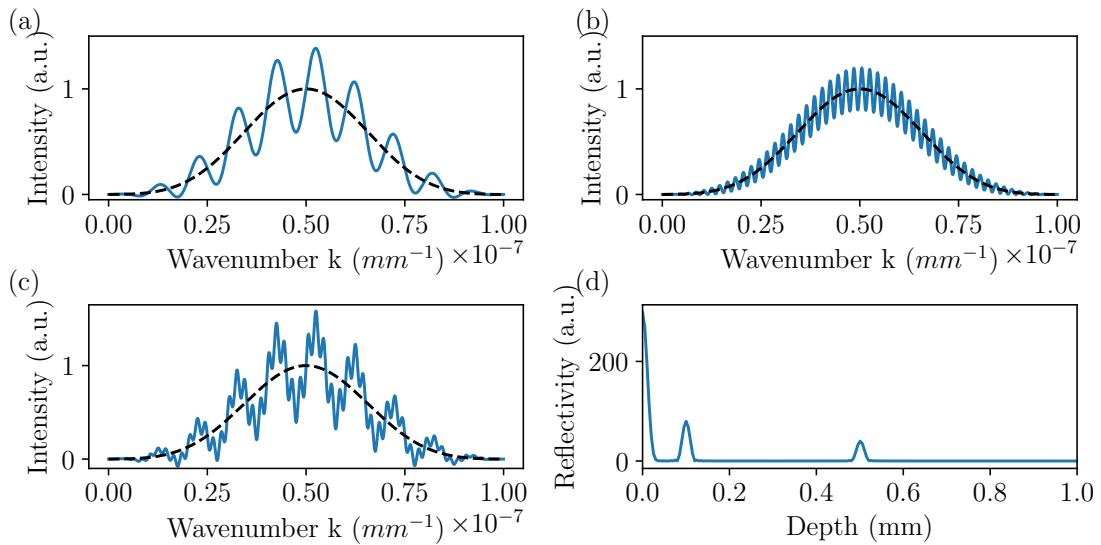 (a)
Intensity (a.u.)
1
0
0.00 0.25 0.50 0.75 1.00
Wavenumber k (mm⁻¹) ×10⁻⁷
(b)
Intensity (a.u.)
1
0
0.00 0.25 0.50 0.75 1.00
Wavenumber k (mm⁻¹) ×10⁻⁷
(c)
Intensity (a.u.)
1
0
0.00 0.25 0.50 0.75 1.00
Wavenumber k (mm⁻¹) ×10⁻⁷
(d)
Reflectivity (a.u.)
200
0
0.0 0.2 0.4 0.6 0.8 1.0
Depth (mm)